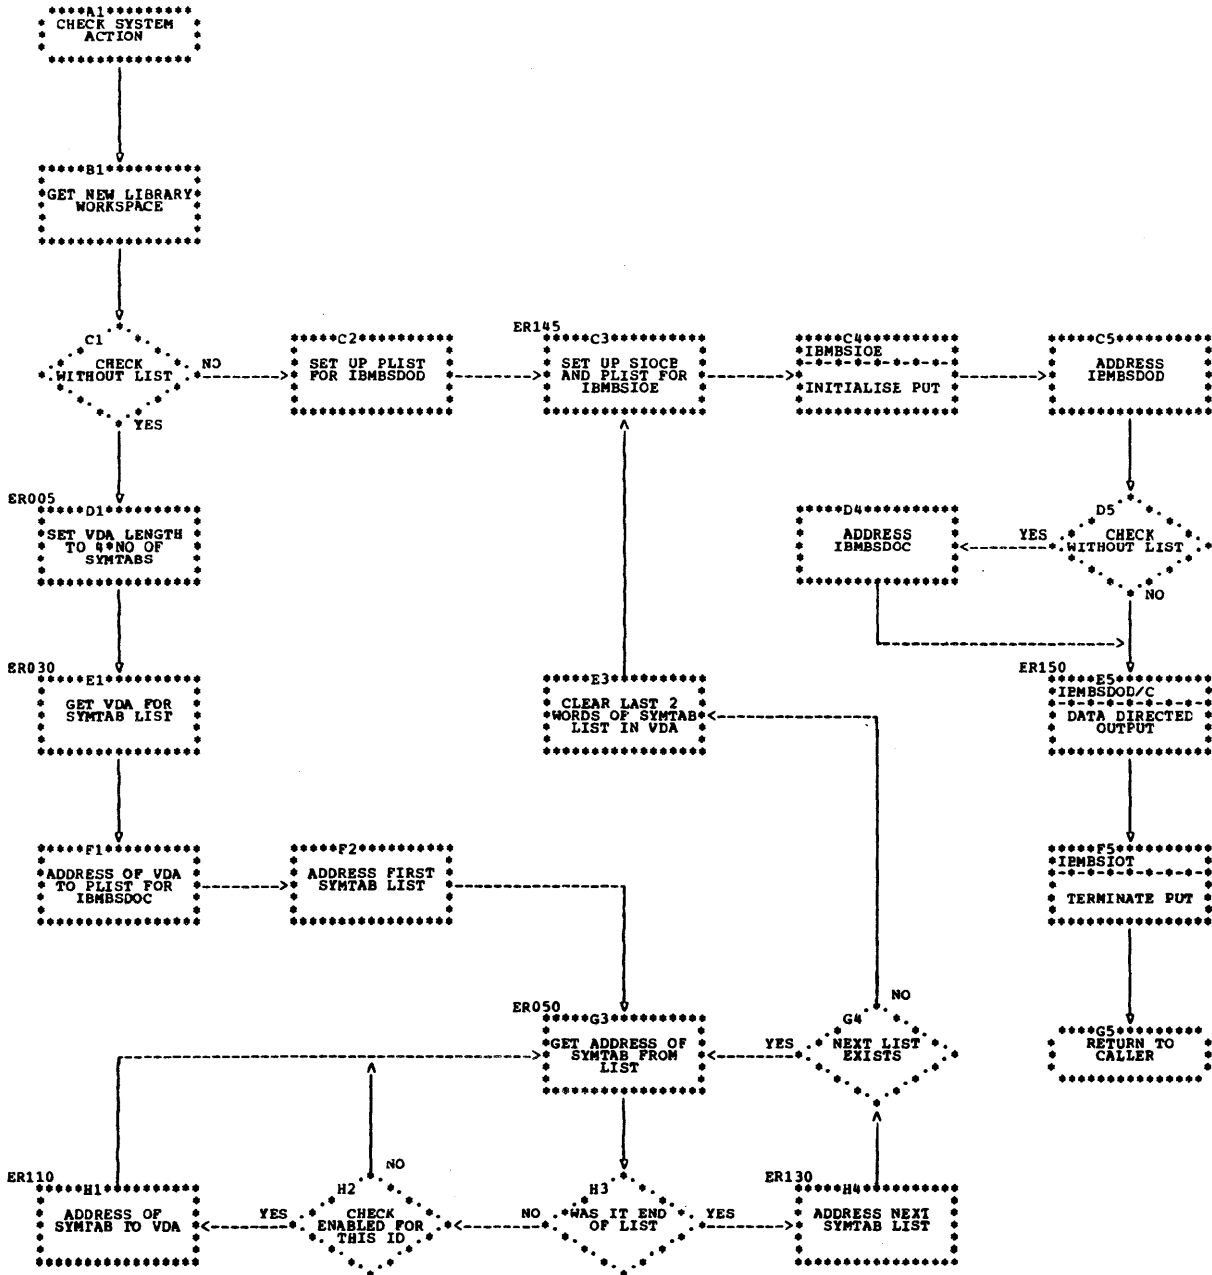 A1
CHECK SYSTEM
ACTION
B1
GET NEW LIBRARY
WORKSPACE
C1
CHECK
WITHOUT LIST
NO
YES
C2
SET UP PLIST
FOR IBMBSDOD
ER145
C3
SET UP SIOCB
AND PLIST FOR
IBMBSIOE
C4
IBMBSIOE
INITIALISE PUT
C5
ADDRESS
IBMBSDOD
ER005
D1
SET VDA LENGTH
TO 4*NO OF
SYMTABS
D4
ADDRESS
IBMBSDOC
YES
D5
CHECK
WITHOUT LIST
NO
ER030
E1
GET VDA FOR
SYMTAB LIST
E3
CLEAR LAST 2
WORDS OF SYMTAB
LIST IN VDA
ER150
E5
IBMBSDOD/C
DATA DIRECTED
OUTPUT
F1
ADDRESS OF VDA
TO PLIST FOR
IBMBSDOC
F2
ADDRESS FIRST
SYMTAB LIST
F5
IBMBSIOT
TERMINATE PUT
ER050
G3
GET ADDRESS OF
SYMTAB FROM
LIST
YES
G4
NEXT LIST
EXISTS
NO
G5
RETURN TO
CALLER
ER110
H1
ADDRESS OF
SYMTAB TO VDA
YES
H2
CHECK
ENABLED FOR
THIS ID
NO
NO
H3
WAS IT END
OF LIST
YES
ER130
H4
ADDRESS NEXT
SYMTAB LIST